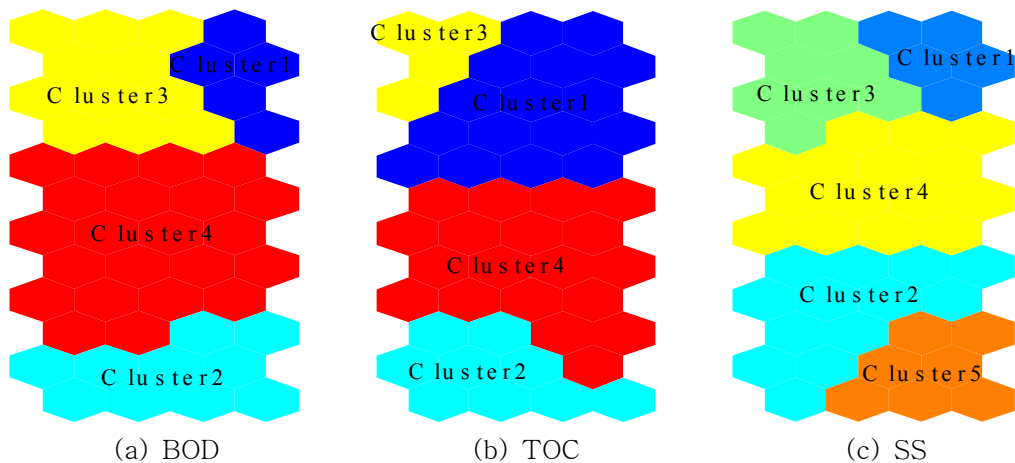 Cluster1
Cluster3
Cluster4
Cluster2
(a) BOD
Cluster3
Cluster1
Cluster4
Cluster2
(b) TOC
Cluster1
Cluster3
Cluster4
Cluster2
Cluster5
(c) SS